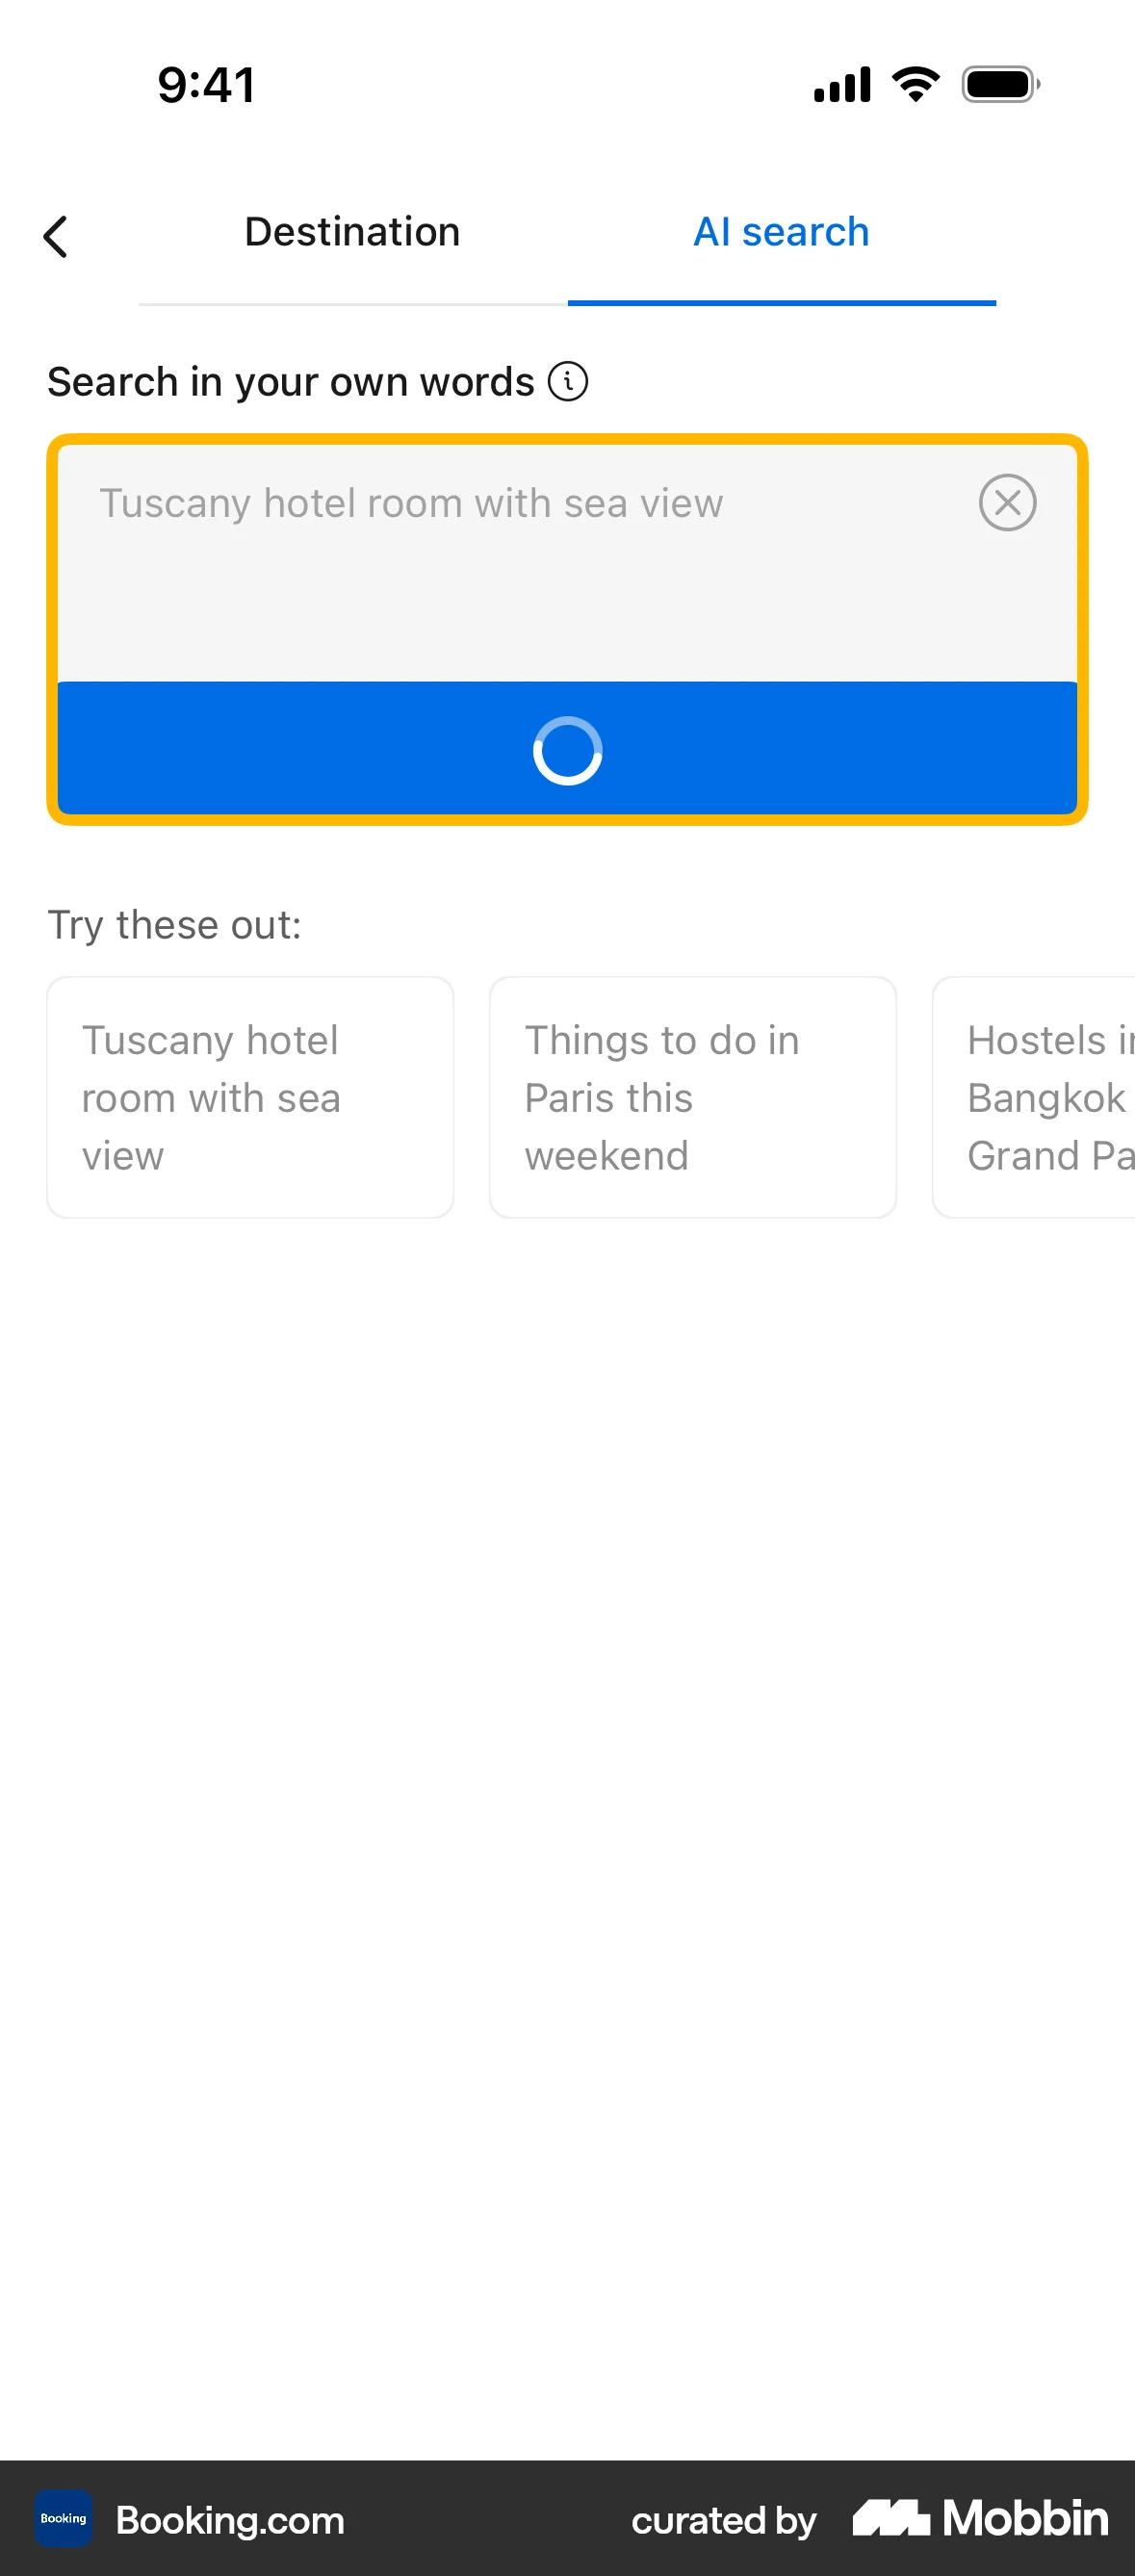 9:41
Destination
AI search
Search in your own words
Tuscany hotel room with sea view
Try these out:
Tuscany hotel
room with sea
view
Things to do in
Paris this
weekend
Hostels
Bangkok
Grand
Booking
Booking.com
curated by
Mobbin